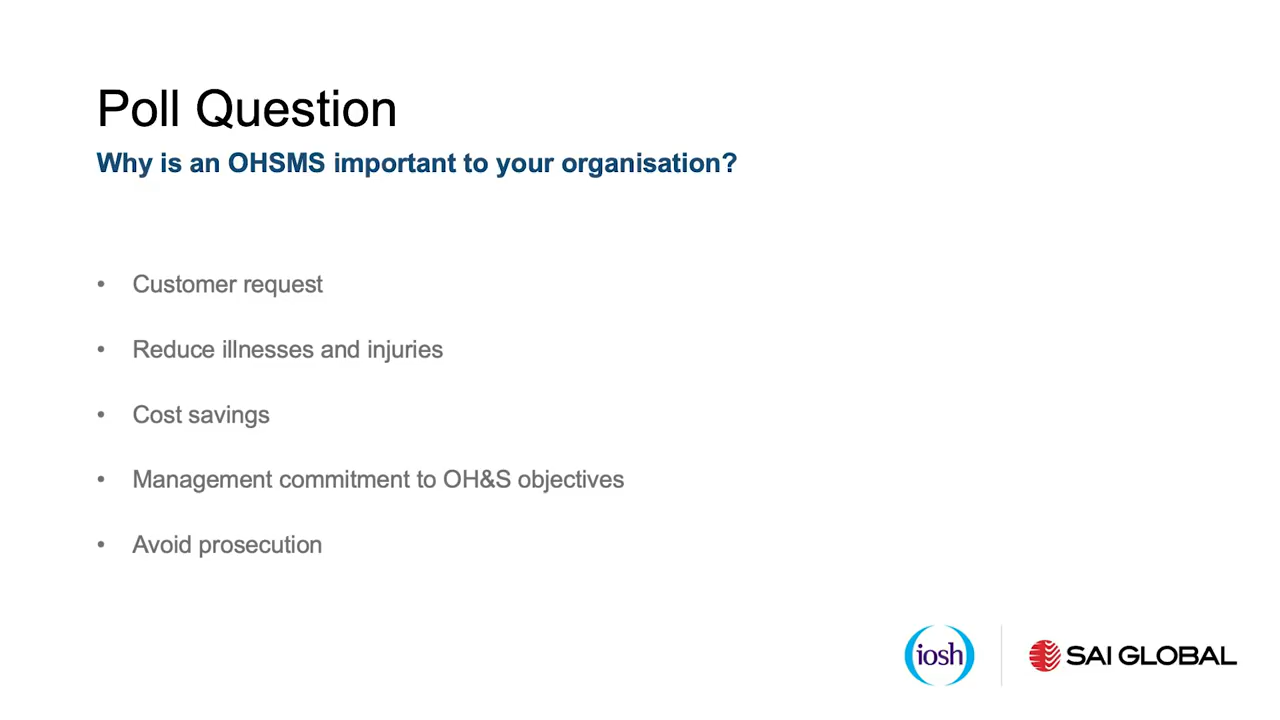 Poll Question
Why is an OHSMS important to your organisation?
• Customer request
• Reduce illnesses and injuries
• Cost savings
• Management commitment to OH&S objectives
• Avoid prosecution
iosh
SAI GLOBAL